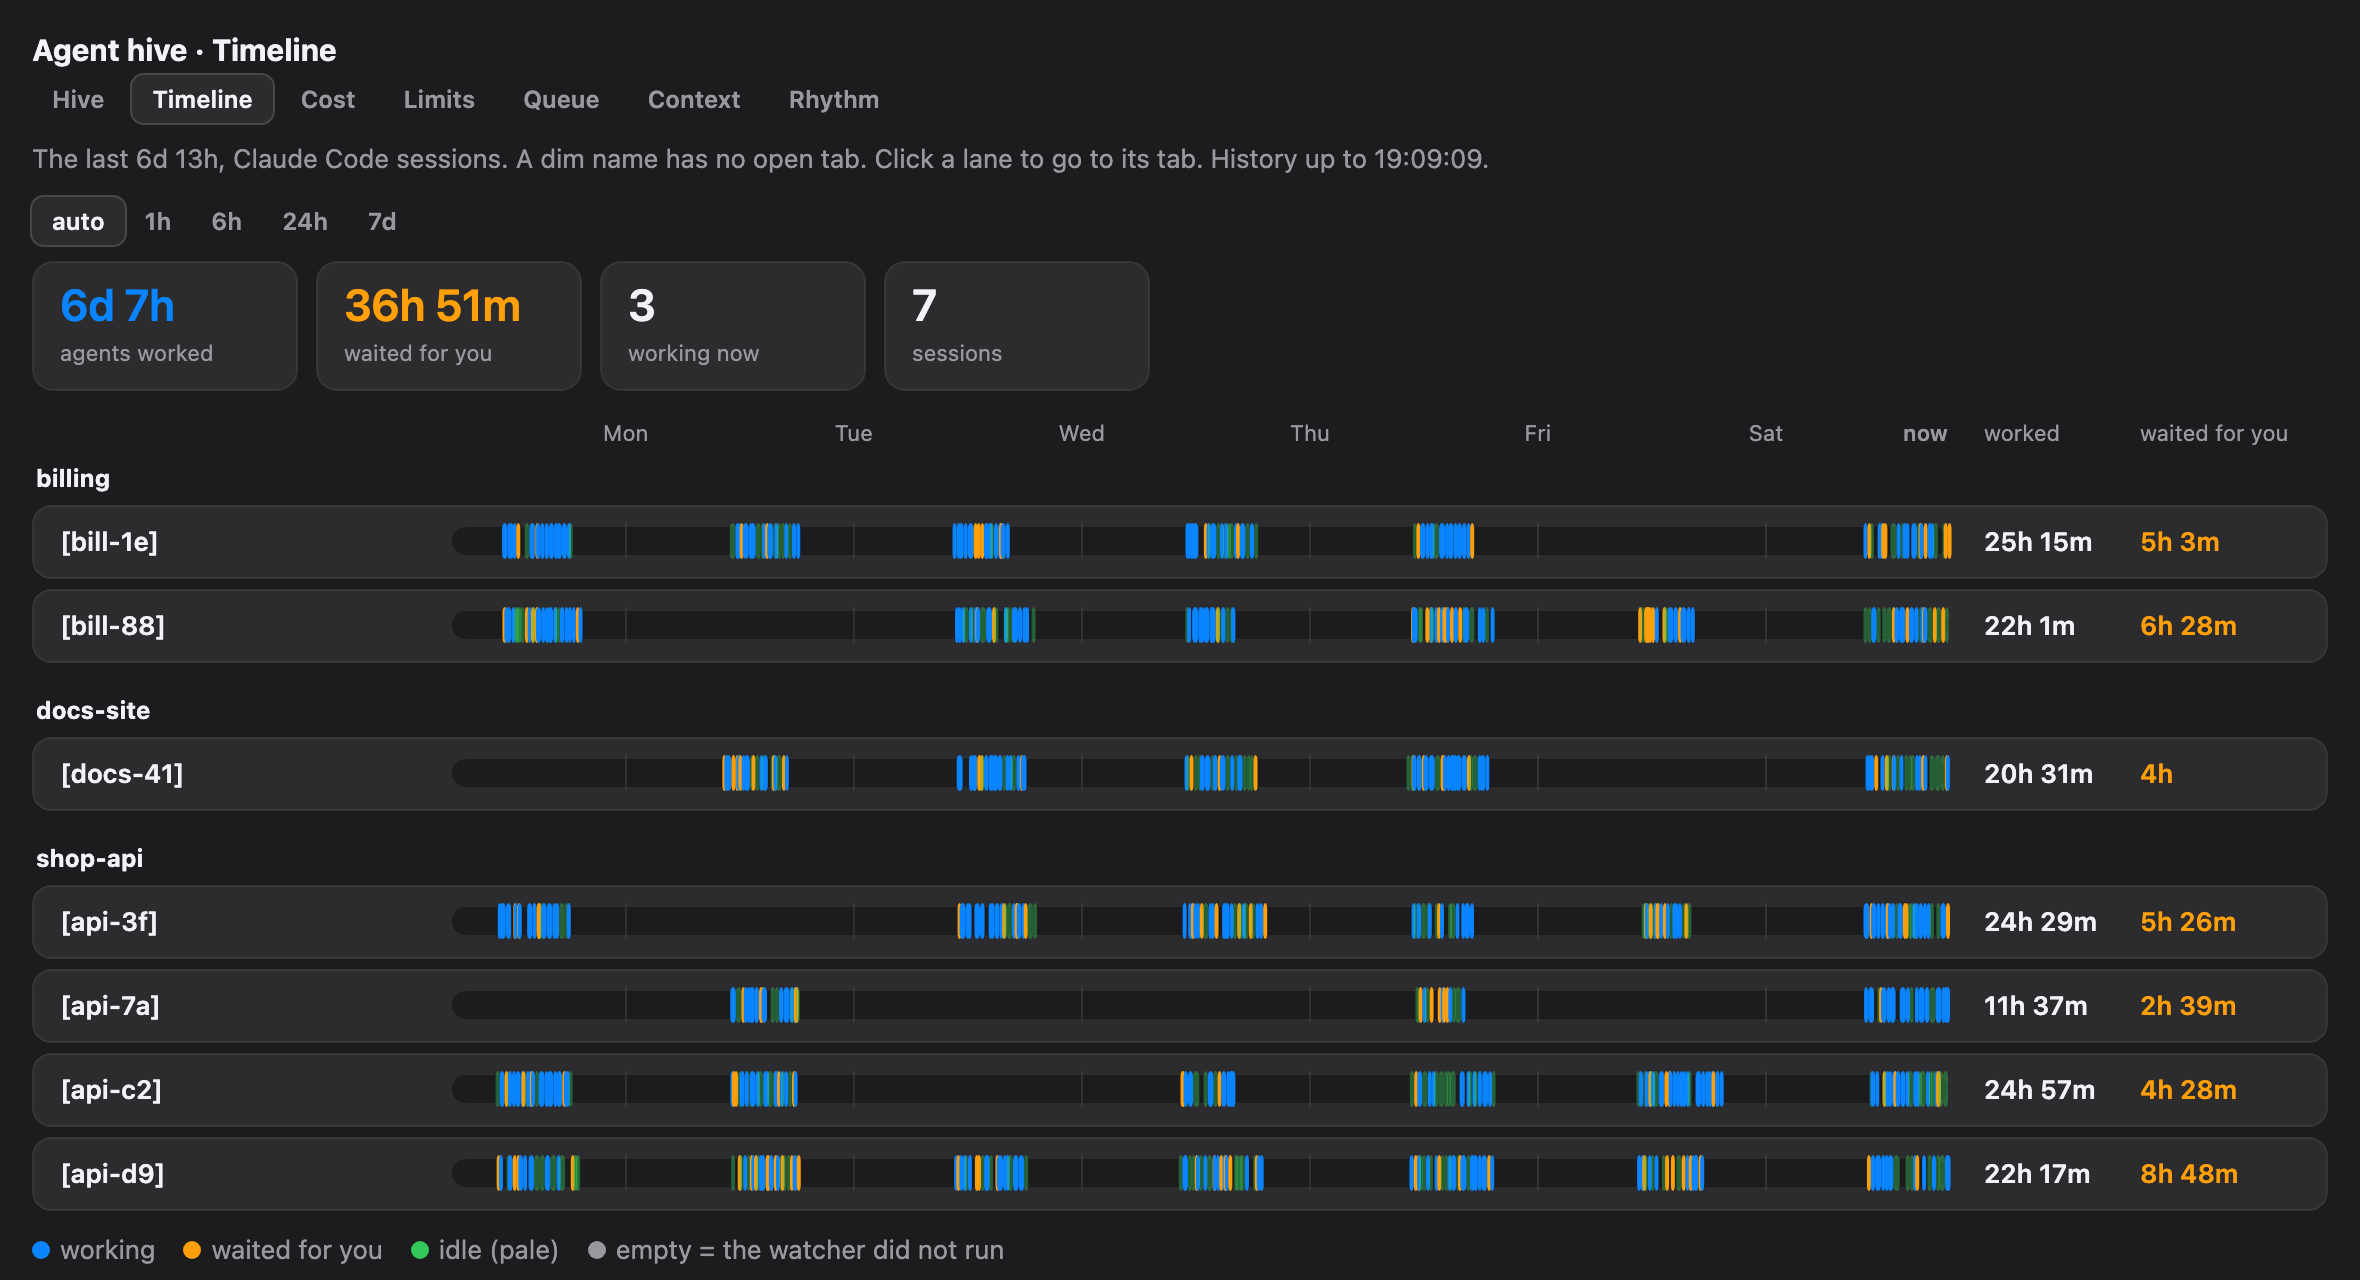 Agent hive · Timeline
Hive Timeline Cost Limits Queue Context Rhythm
The last 6d 13h, Claude Code sessions. A dim name has no open tab. Click a lane to go to its tab. History up to 19:09:09.
auto 1h 6h 24h 7d
6d 7h 36h 51m 3 7
agents worked waited for you working now sessions
Mon Tue Wed Thu Fri Sat now worked waited for you
billing
[bill-1e] 25h 15m 5h 3m
[bill-88] 22h 1m 6h 28m
docs-site
[docs-41] 20h 31m 4h
shop-api
[api-3f] 24h 29m 5h 26m
[api-7a] 11h 37m 2h 39m
[api-c2] 24h 57m 4h 28m
[api-d9] 22h 17m 8h 48m
working waited for you idle (pale) empty = the watcher did not run